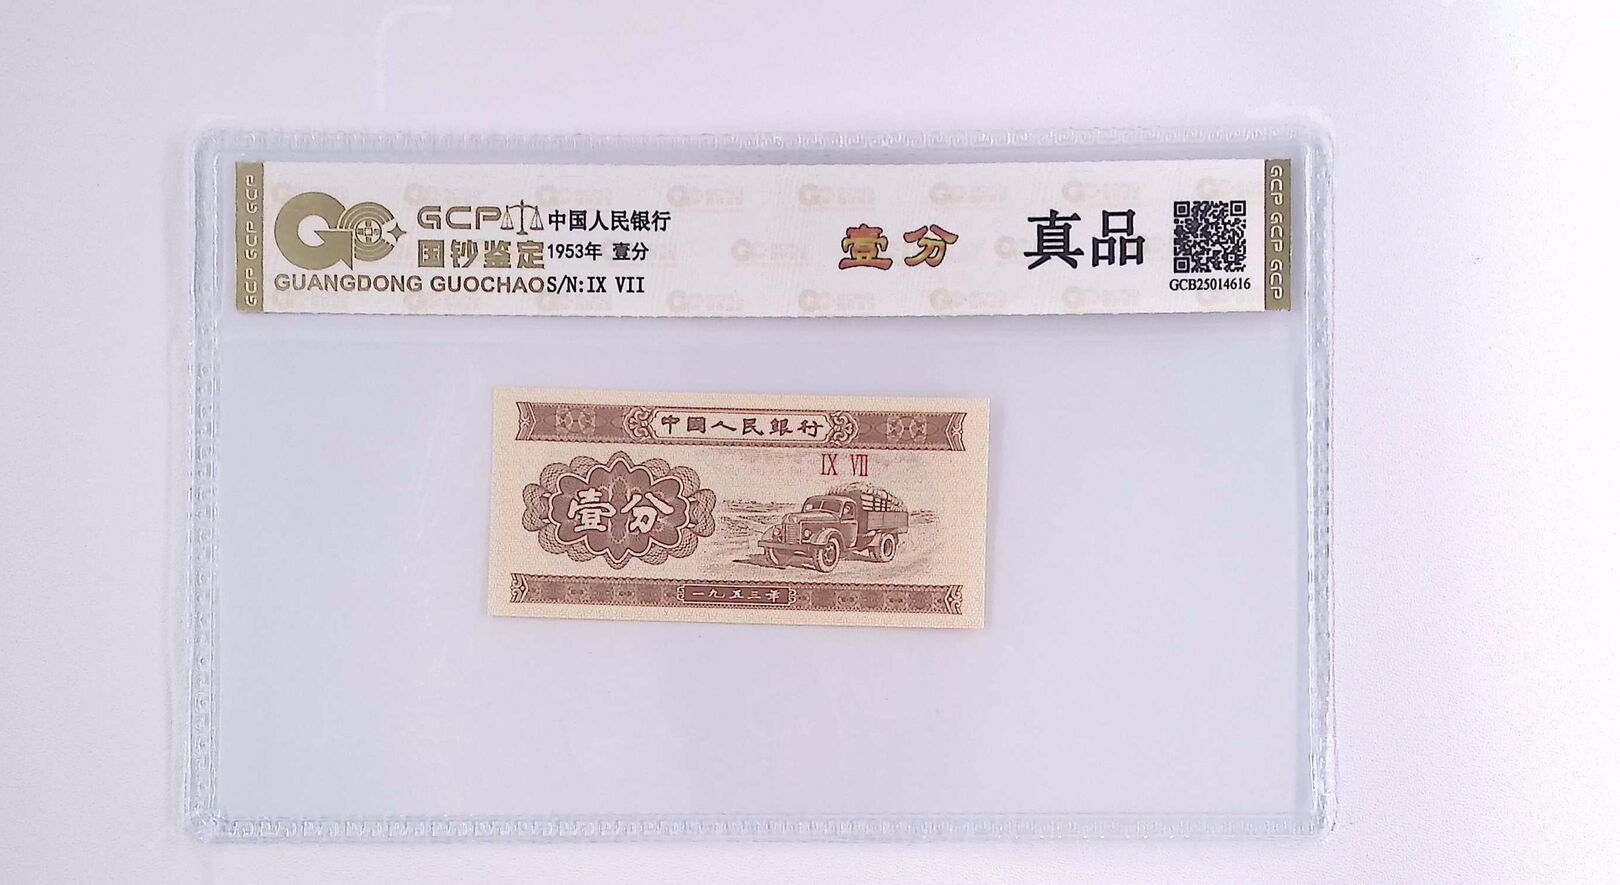 GCP GCP GCP
GCP
中国人民银行
国钞鉴定
1953年 壹分
GUANGDONG GUOCHAO
S/N:IX VII
壹分
真品
GCB25014616
GCP GCP GCP
中国人民銀行
IX VII
壹分
一九五三年